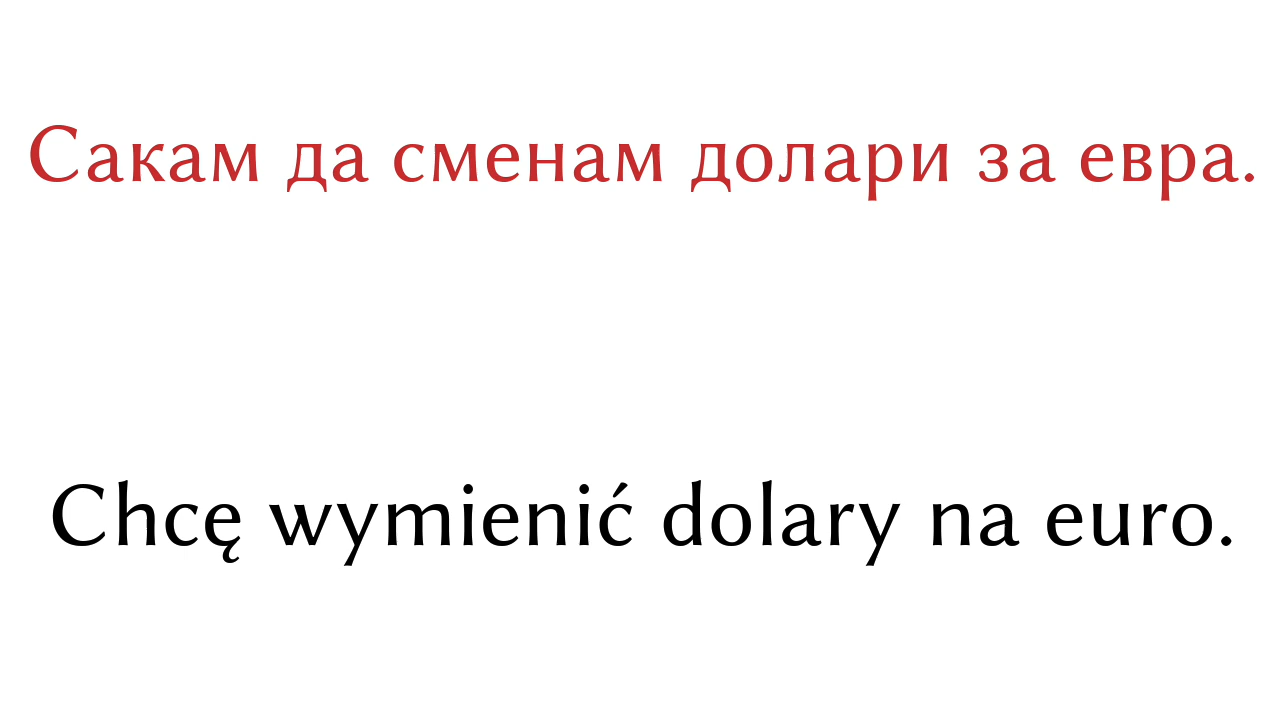 Сакам да сменам долари за евра.
Chcę wymienić dolary na euro.